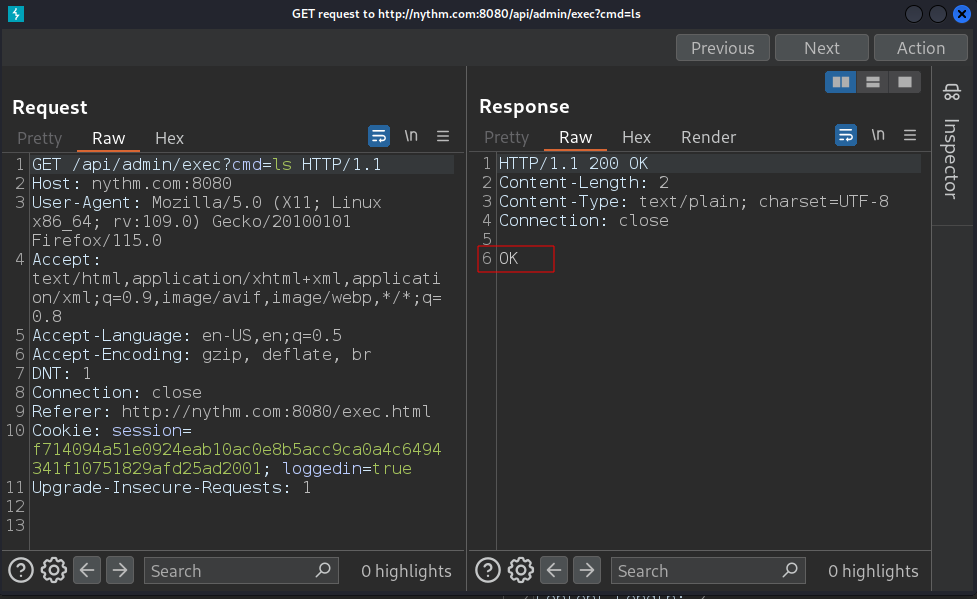 GET request to http://nythm.com:8080/api/admin/exec?cmd=ls
Previous Next Action
Request
Pretty Raw Hex \n
1 GET /api/admin/exec?cmd=ls HTTP/1.1
2 Host: nythm.com:8080
3 User-Agent: Mozilla/5.0 (X11; Linux
x86_64; rv:109.0) Gecko/20100101
Firefox/115.0
4 Accept:
text/html,application/xhtml+xml,applicati
on/xml;q=0.9,image/avif,image/webp,*/*;q=
0.8
5 Accept-Language: en-US,en;q=0.5
6 Accept-Encoding: gzip, deflate, br
7 DNT: 1
8 Connection: close
9 Referer: http://nythm.com:8080/exec.html
10 Cookie: session=
f714094a51e0924eab10ac0e8b5acc9ca0a4c6494
341f10751829afd25ad2001; loggedin=true
11 Upgrade-Insecure-Requests: 1
12
13
Search 0 highlights
Response
Pretty Raw Hex Render \n
1 HTTP/1.1 200 OK
2 Content-Length: 2
3 Content-Type: text/plain; charset=UTF-8
4 Connection: close
5
6 OK
Search 0 highlights
Inspector